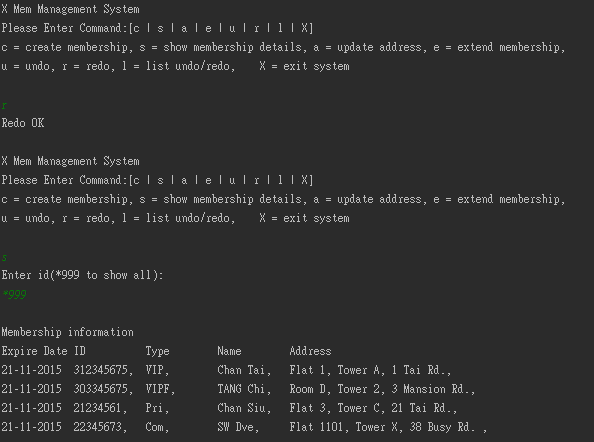 X Mem Management System
Please Enter Command:[c | s | a | e | u | r | l | X]
c = create membership, s = show membership details, a = update address, e = extend membership,
u = undo, r = redo, l = list undo/redo,    X = exit system
r
Redo OK
X Mem Management System
Please Enter Command:[c | s | a | e | u | r | l | X]
c = create membership, s = show membership details, a = update address, e = extend membership,
u = undo, r = redo, l = list undo/redo,    X = exit system
s
Enter id(*999 to show all):
*999
Membership information
Expire Date ID          Type        Name        Address
21-11-2015  312345675,  VIP,        Chan Tai,   Flat 1, Tower A, 1 Tai Rd.,
21-11-2015  303345675,  VIPF,       TANG Chi,   Room D, Tower 2, 3 Mansion Rd.,
21-11-2015  21234561,   Pri,        Chan Siu,   Flat 3, Tower C, 21 Tai Rd.,
21-11-2015  22345673,   Com,        SW Dve,     Flat 1101, Tower X, 38 Busy Rd. ,